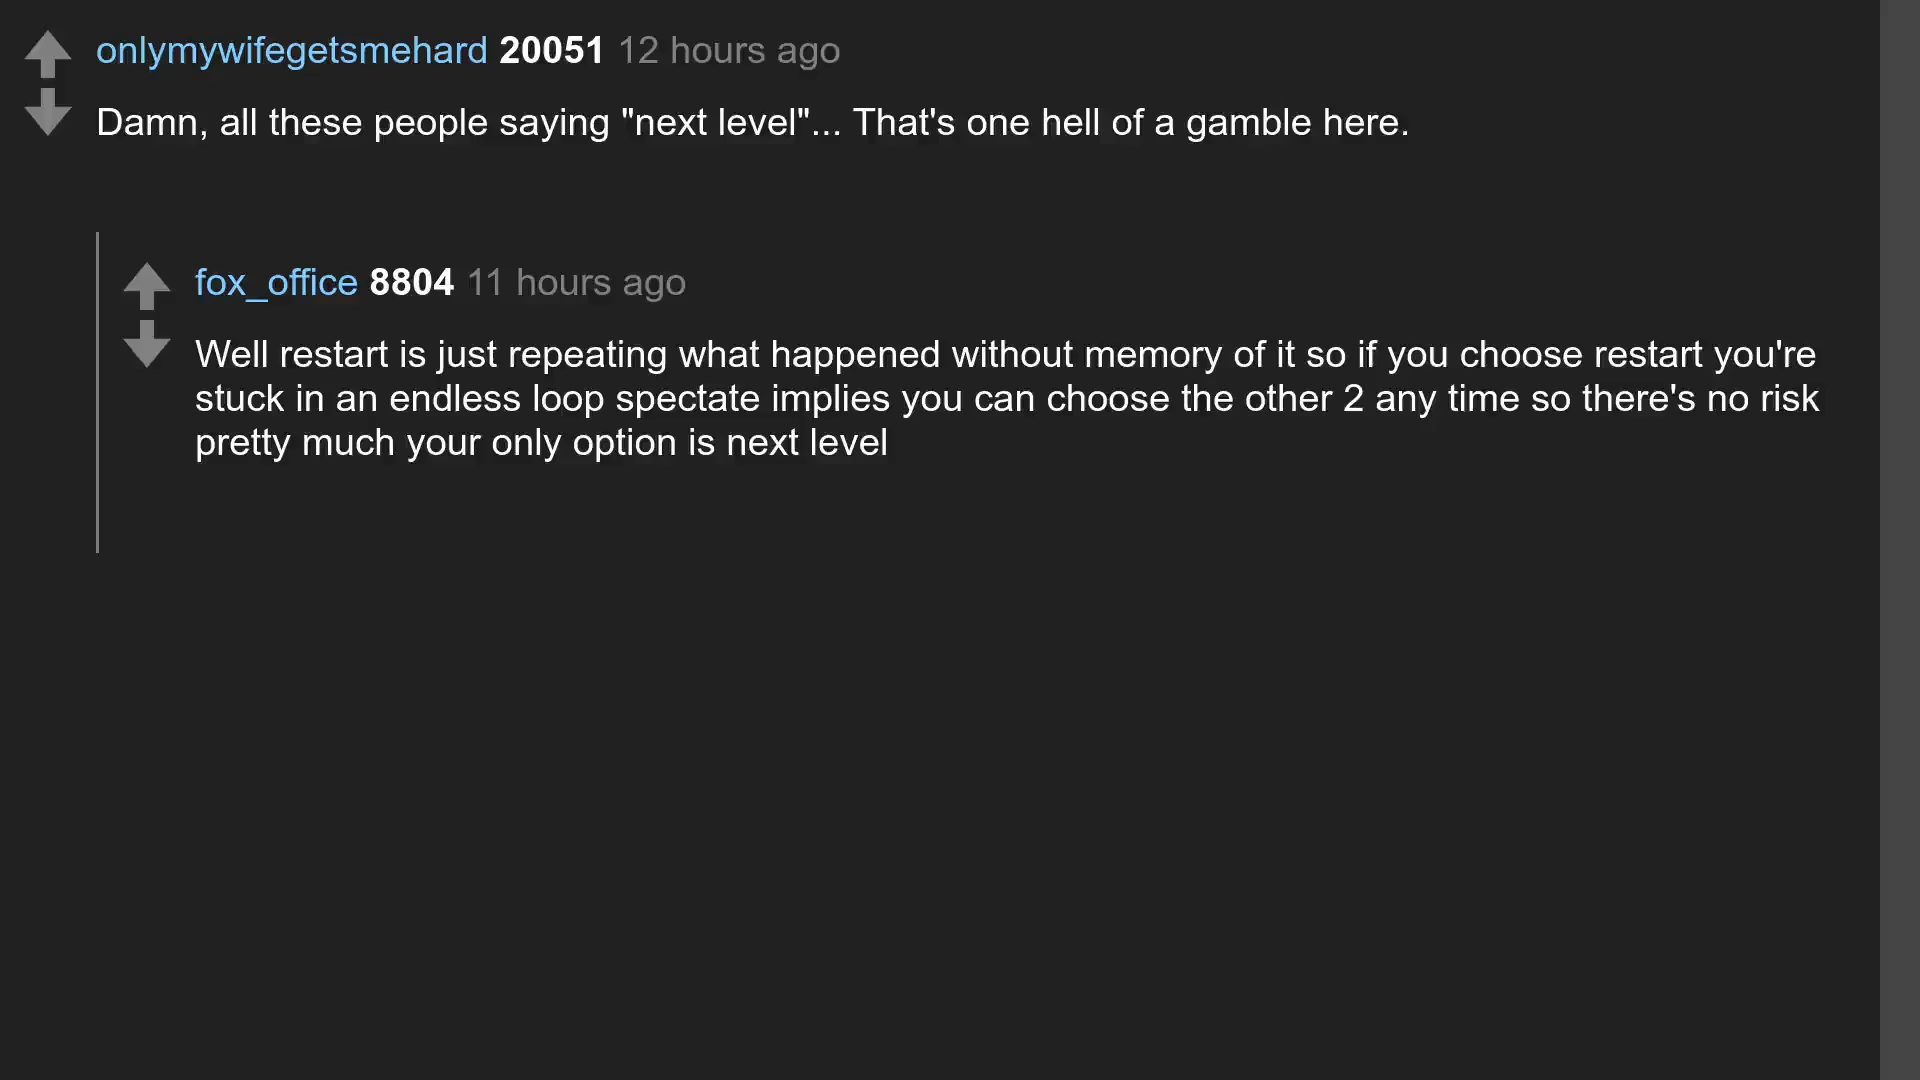 onlymywifegetsmehard 20051 12 hours ago
Damn, all these people saying "next level"... That's one hell of a gamble here.
fox_office 8804 11 hours ago
Well restart is just repeating what happened without memory of it so if you choose restart you're
stuck in an endless loop spectate implies you can choose the other 2 any time so there's no risk
pretty much your only option is next level